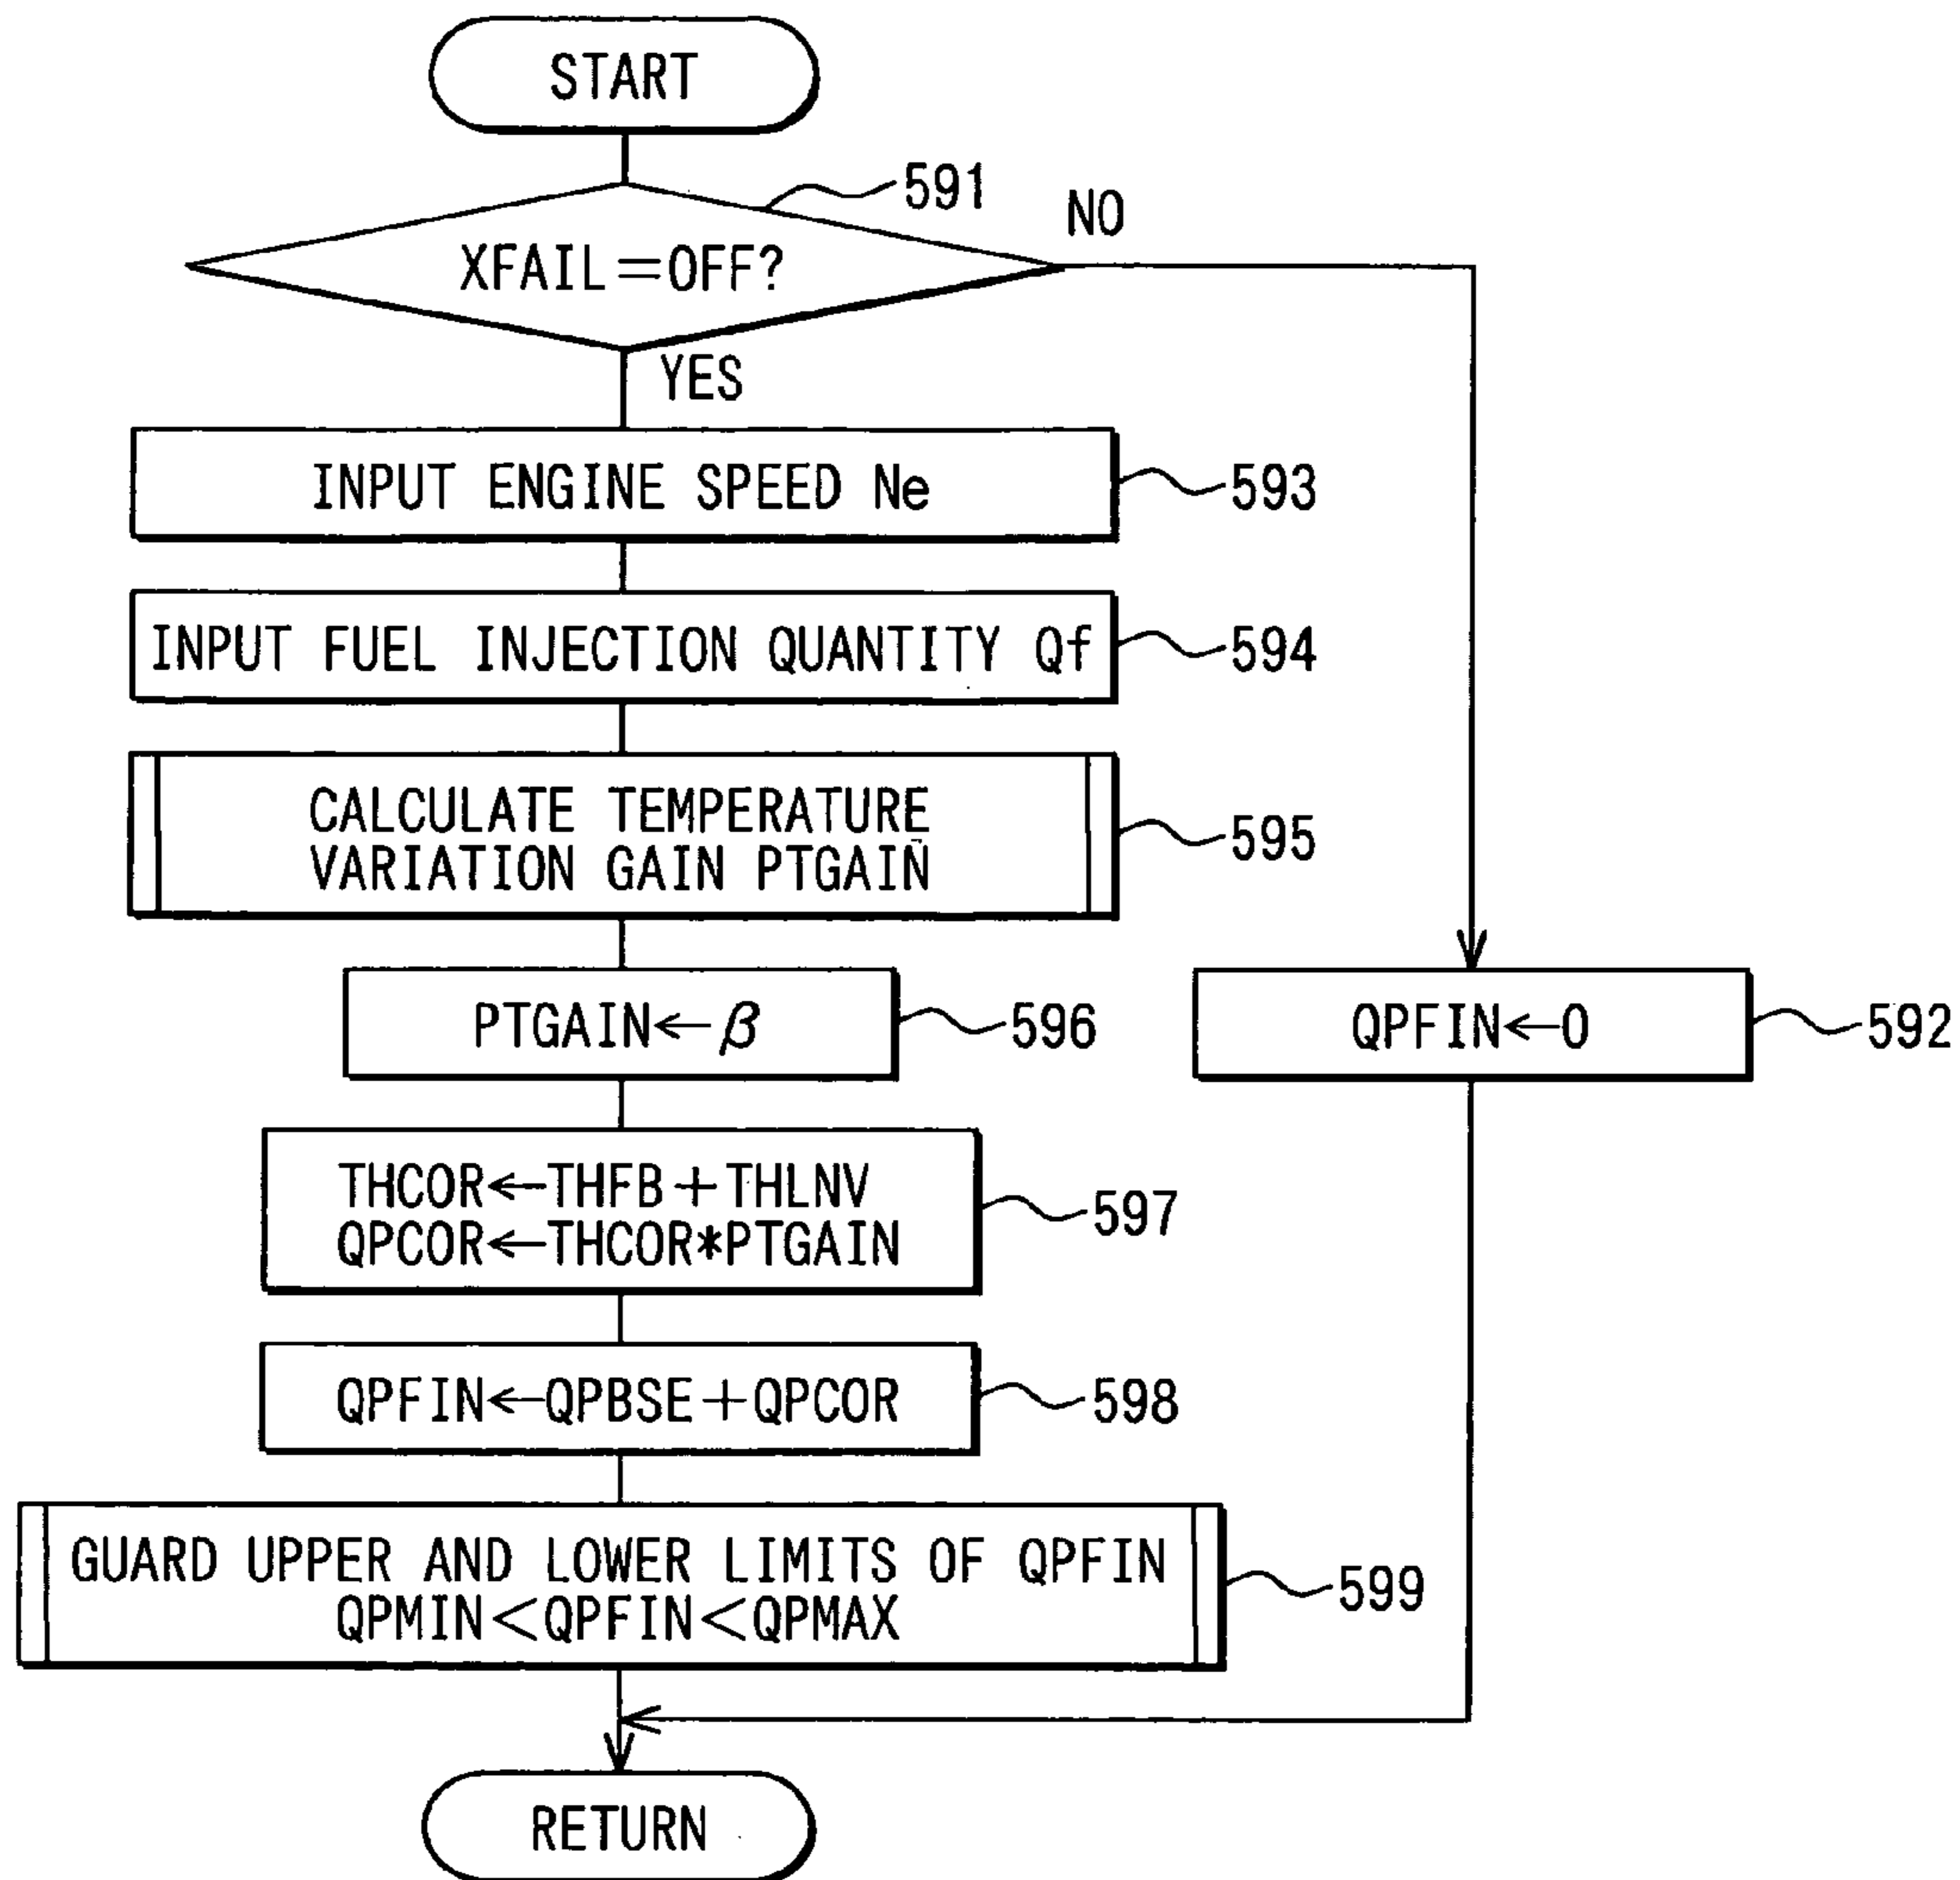 START
591
NO
XFAIL=OFF?
YES
INPUT ENGINE SPEED Ne
593
INPUT FUEL INJECTION QUANTITY Qf
594
CALCULATE TEMPERATURE
VARIATION GAIN PTGAIN
595
PTGAIN←β
596
QPFIN←0
592
THCOR←THFB+THLNV
QPCOR←THCOR*PTGAIN
597
QPFIN←QPBSE+QPCOR
598
GUARD UPPER AND LOWER LIMITS OF QPFIN
QPMIN<QPFIN<QPMAX
599
RETURN